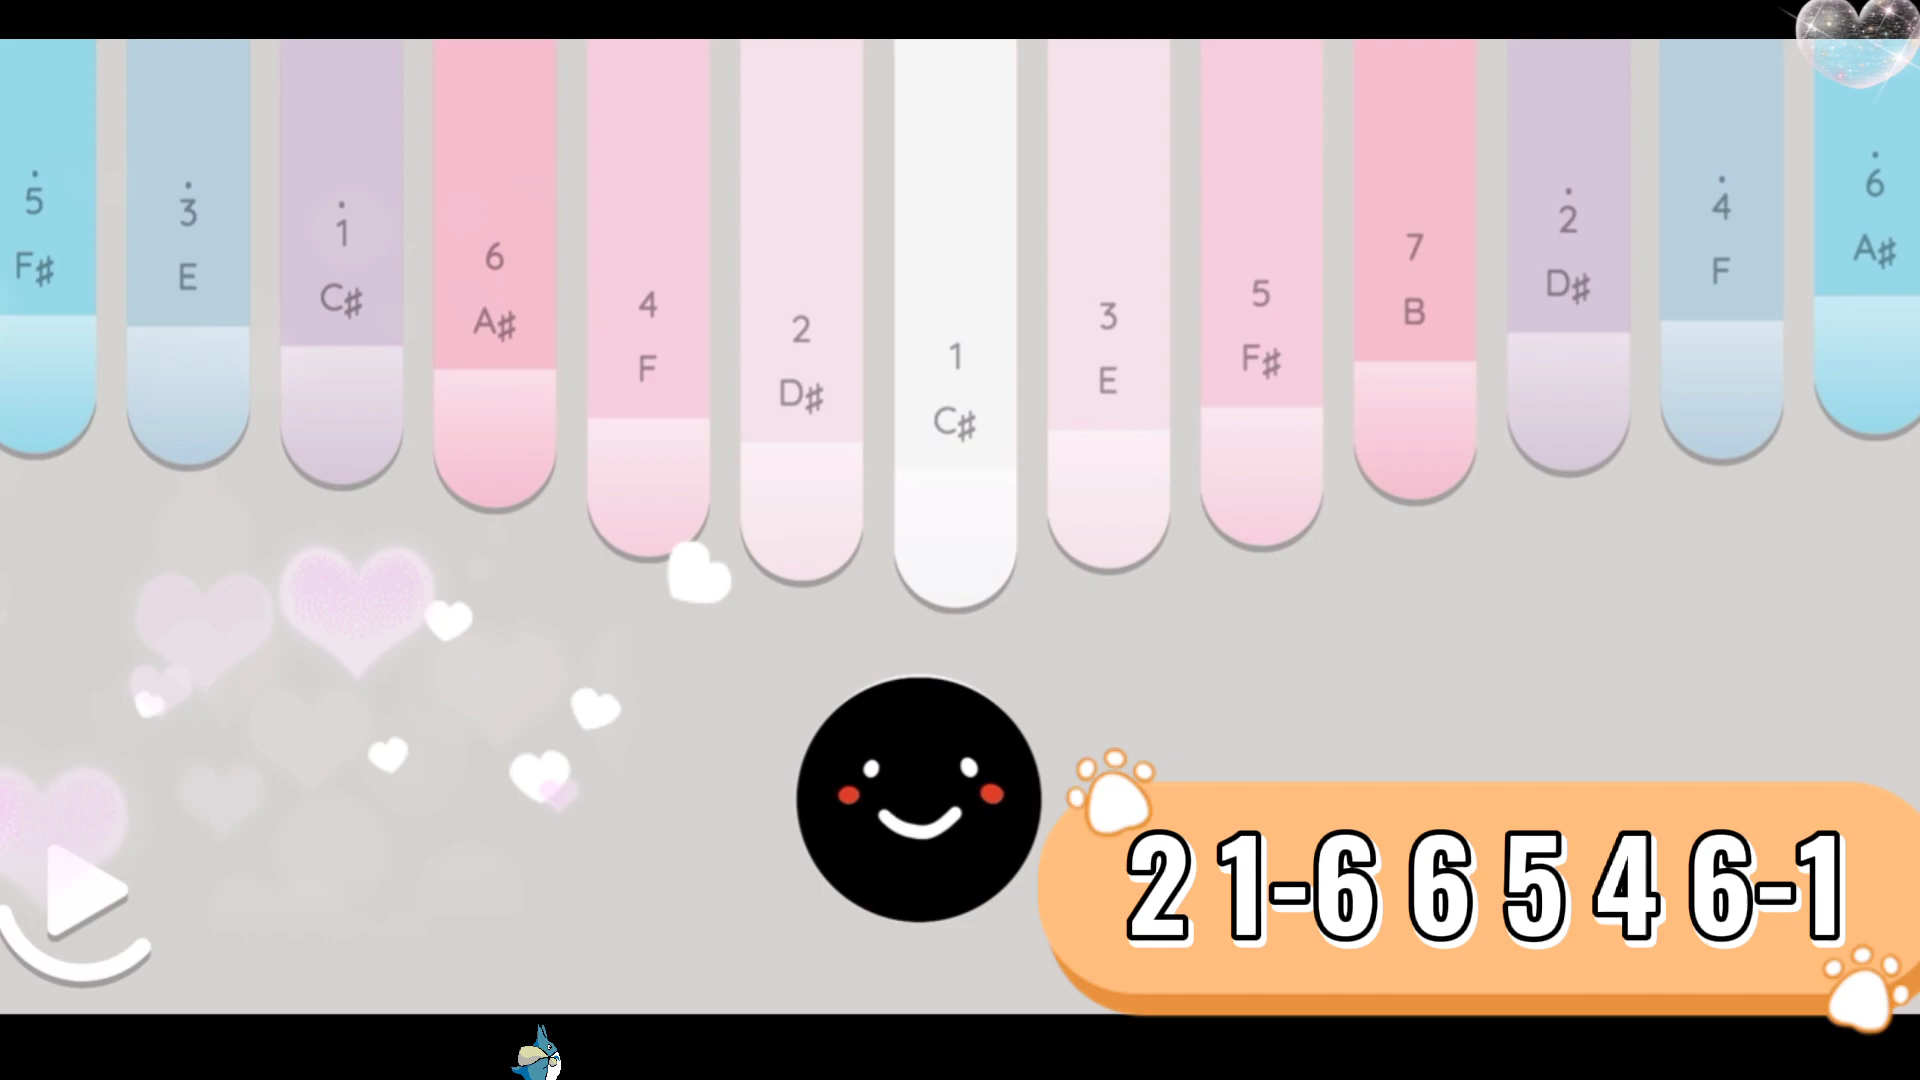 5̇ 3̇ 1̇ 6 4 2 1 3 5 7 2̇ 4̇ 6̇
F♯ E C♯ A♯ F D♯ C♯ E F♯ B D♯ F A♯
2 1-6 6 5 4 6-1